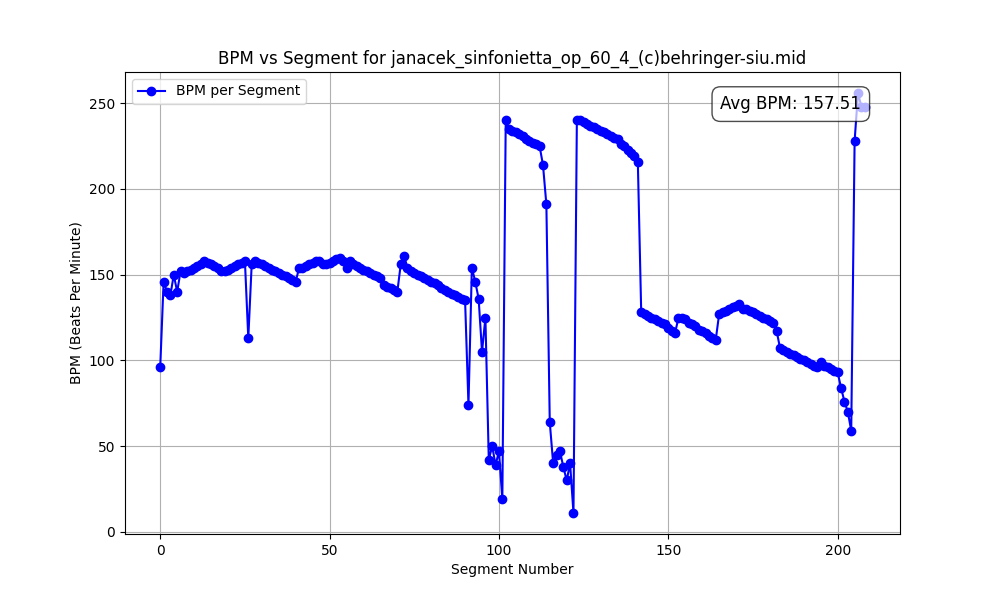 BPM vs Segment for janacek_sinfonietta_op_60_4_(c)behringer-siu.mid
BPM per Segment
Avg BPM: 157.51
BPM (Beats Per Minute)
250
200
150
100
50
0
0 50 100 150 200
Segment Number